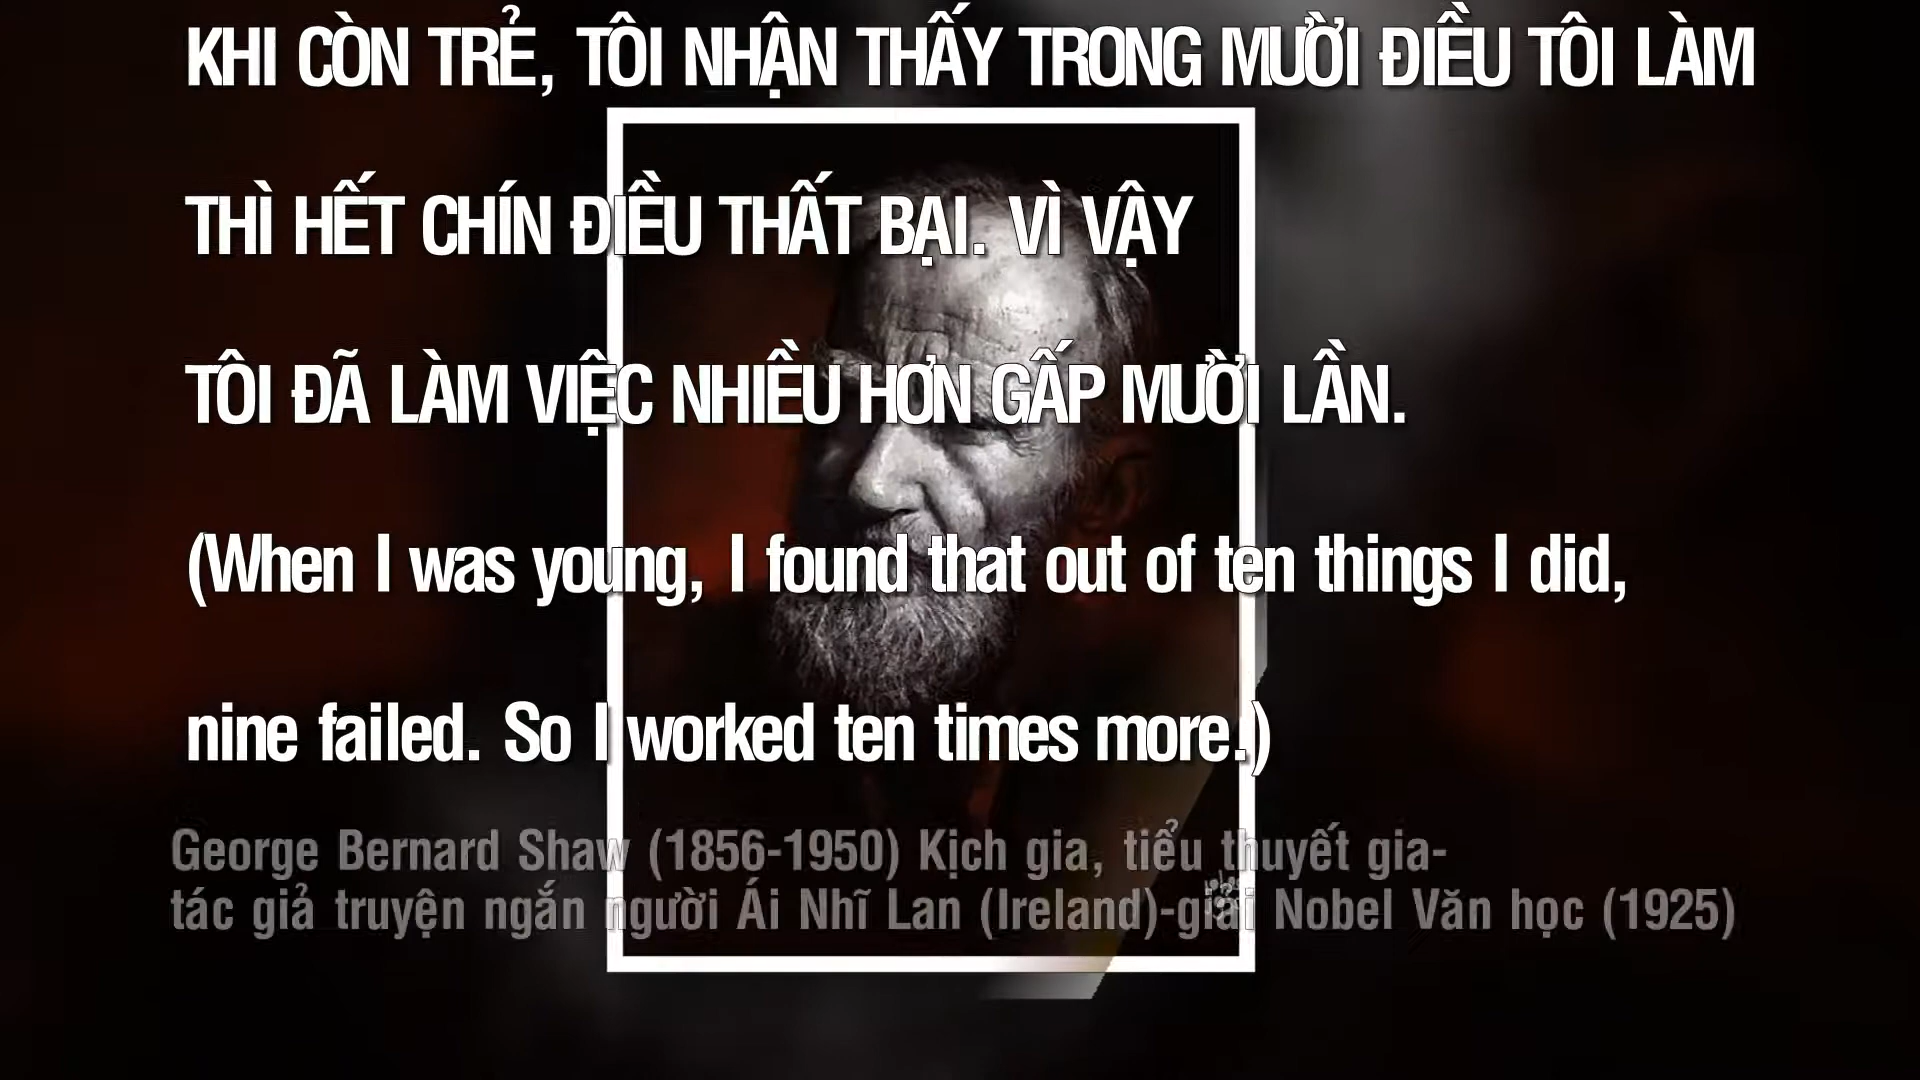 KHI CÒN TRẺ, TÔI NHẬN THẤY TRONG MƯỜI ĐIỀU TÔI LÀM
THÌ HẾT CHÍN ĐIỀU THẤT BẠI. VÌ VẬY
TÔI ĐÃ LÀM VIỆC NHIỀU HƠN GẤP MƯỜI LẦN.
(When I was young, I found that out of ten things I did,
nine failed. So I worked ten times more.)
George Bernard Shaw (1856-1950) Kịch gia, tiểu thuyết gia-
tác giả truyện ngắn người Ái Nhĩ Lan (Ireland)-giải Nobel Văn học (1925)